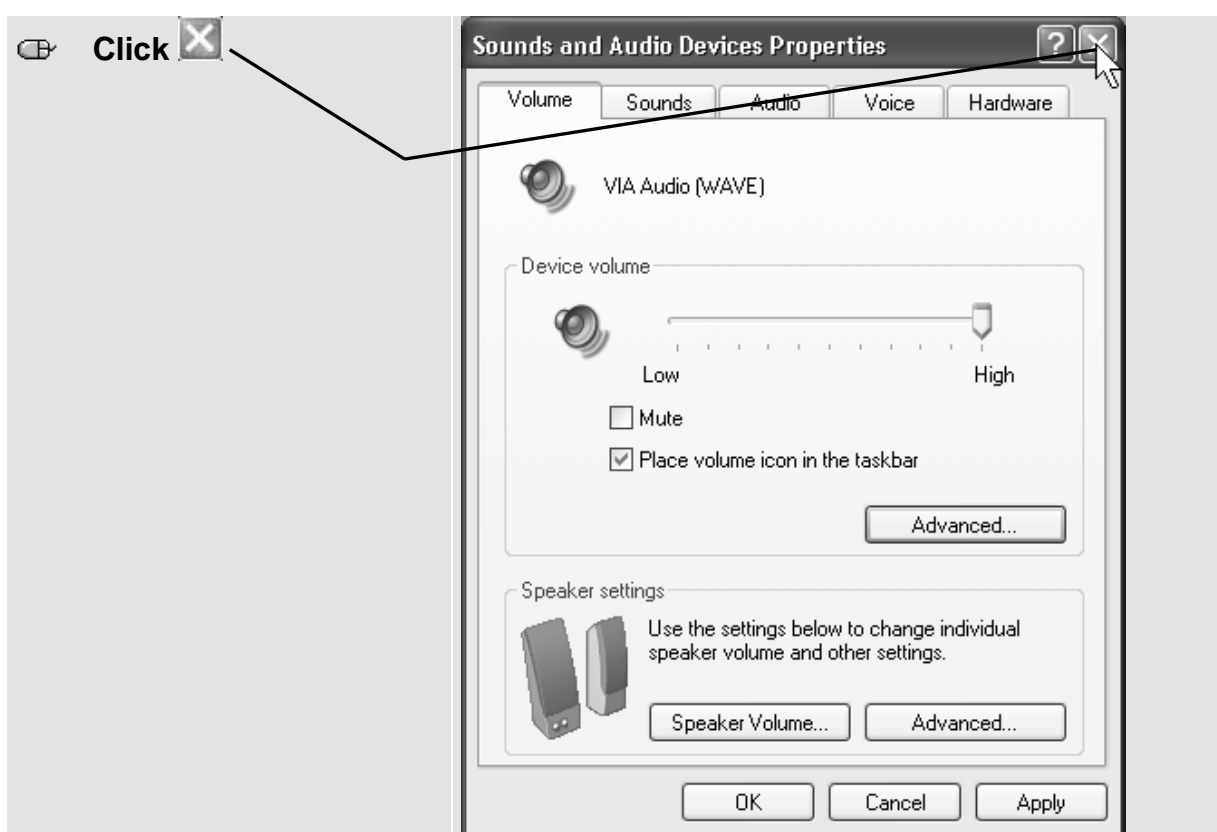 Click
Sounds and Audio Devices Properties
Volume Sounds Audio Voice Hardware
VIA Audio (WAVE)
Device volume
Low High
Mute
Place volume icon in the taskbar
Advanced...
Speaker settings
Use the settings below to change individual
speaker volume and other settings.
Speaker Volume... Advanced...
OK Cancel Apply